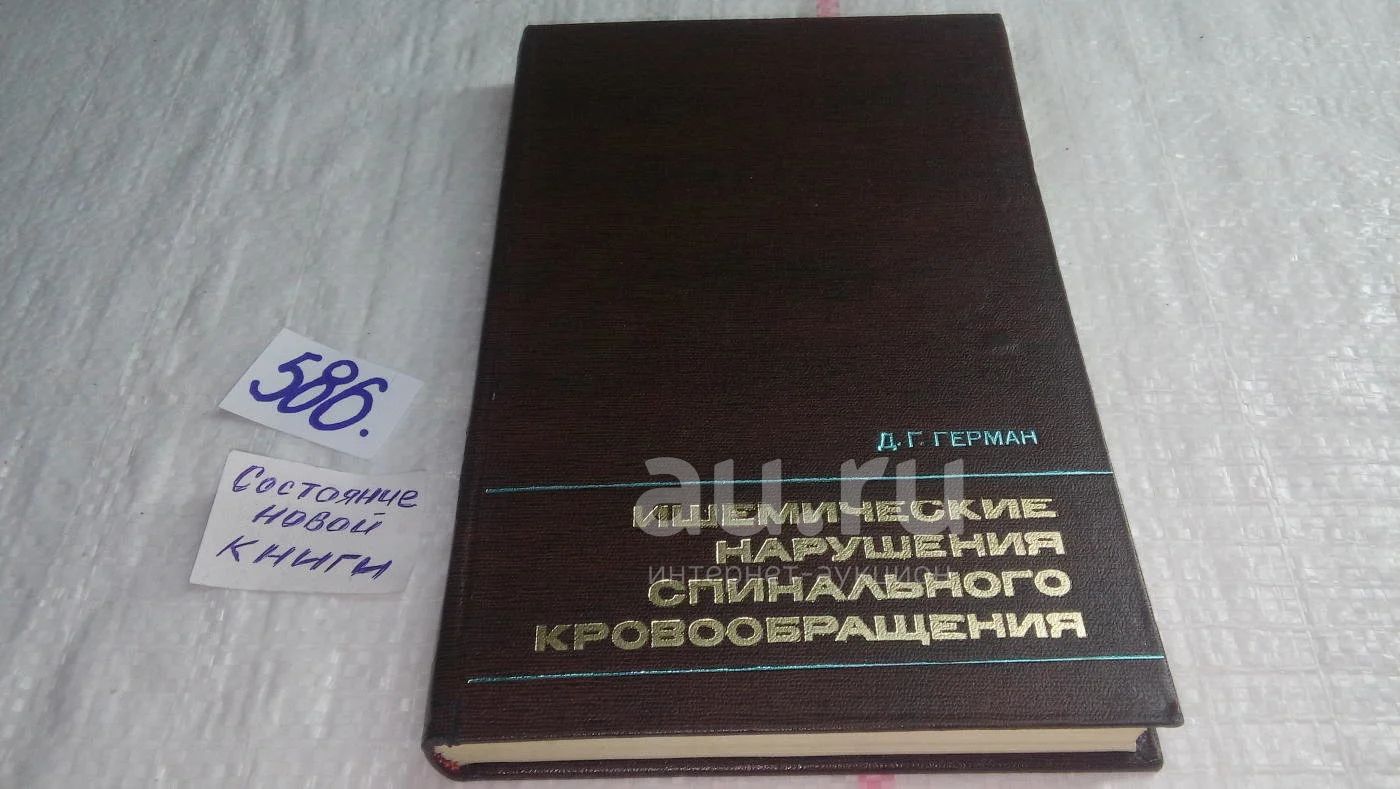 586.
Состояние
новой
книги
Д. Г. ГЕРМАН
ИШЕМИЧЕСКИЕ
НАРУШЕНИЯ
СПИНАЛЬНОГО
КРОВООБРАЩЕНИЯ
au.ru
интернет-аукцион